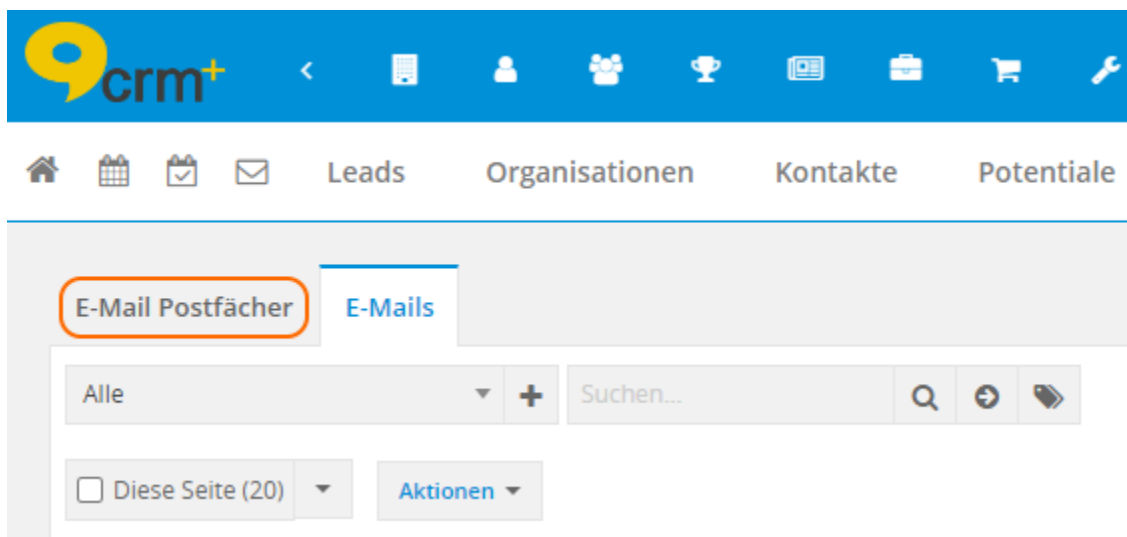 crm+
Leads Organisationen Kontakte Potentiale
E-Mail Postfächer E-Mails
Alle Suchen...
Diese Seite (20) Aktionen